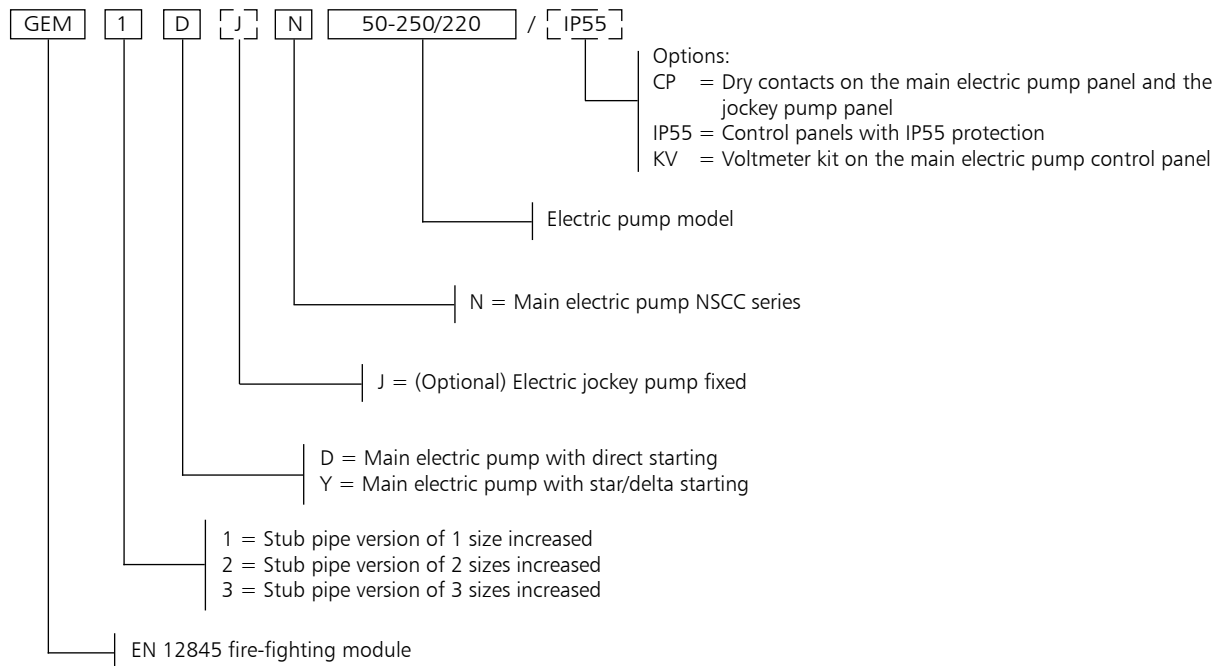 GEM 1 D J N 50-250/220 / IP55
Options:
CP = Dry contacts on the main electric pump panel and the
jockey pump panel
IP55 = Control panels with IP55 protection
KV = Voltmeter kit on the main electric pump control panel
Electric pump model
N = Main electric pump NSCC series
J = (Optional) Electric jockey pump fixed
D = Main electric pump with direct starting
Y = Main electric pump with star/delta starting
1 = Stub pipe version of 1 size increased
2 = Stub pipe version of 2 sizes increased
3 = Stub pipe version of 3 sizes increased
EN 12845 fire-fighting module